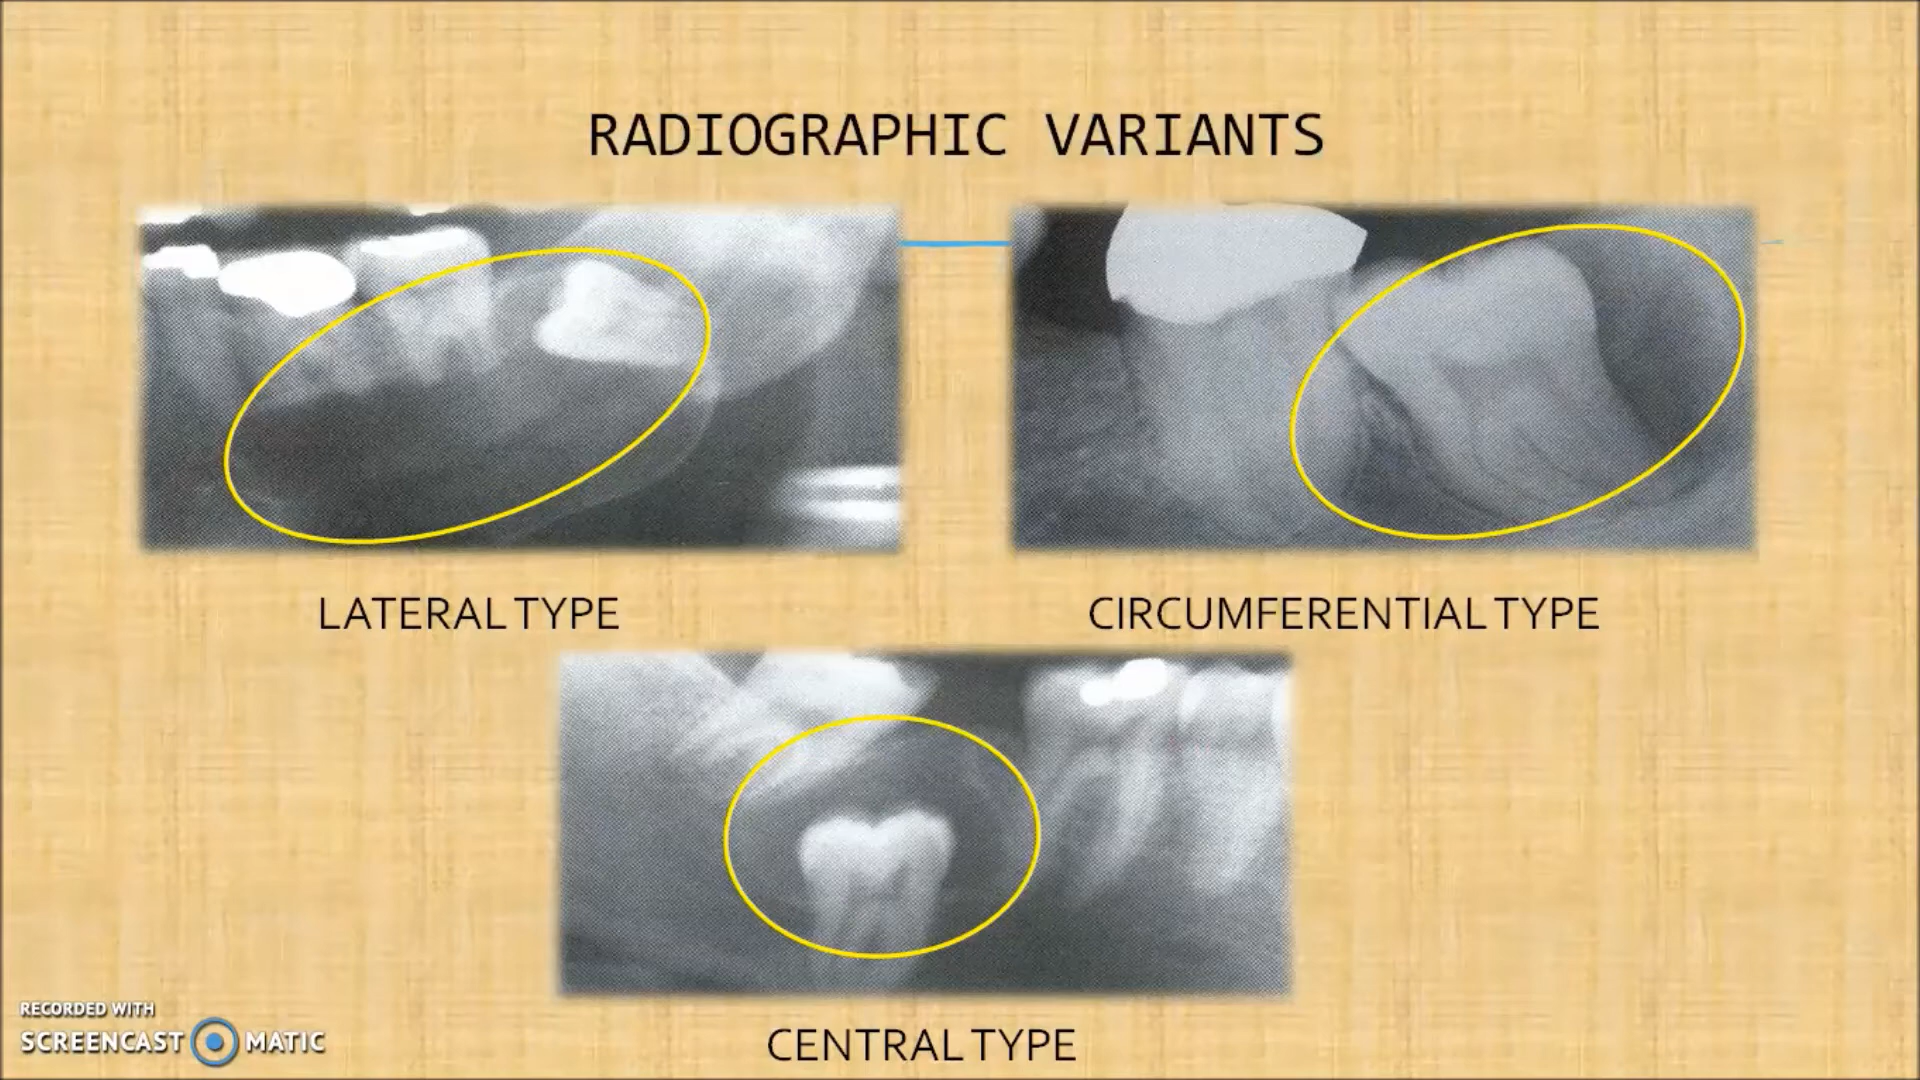 RADIOGRAPHIC VARIANTS
LATERAL TYPE
CIRCUMFERENTIAL TYPE
CENTRAL TYPE
RECORDED WITH
SCREENCAST MATIC